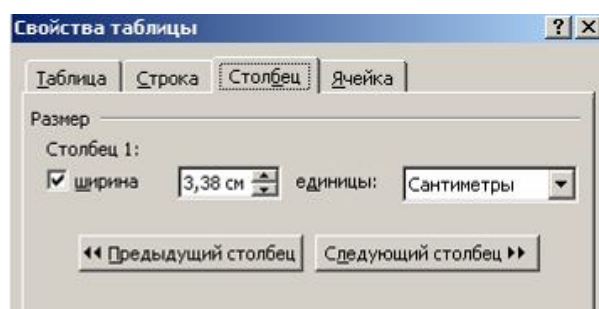 Свойства таблицы
Таблица Строка Столбец Ячейка
Размер
Столбец 1:
ширина 3,38 см единицы: Сантиметры
Предыдущий столбец Следующий столбец